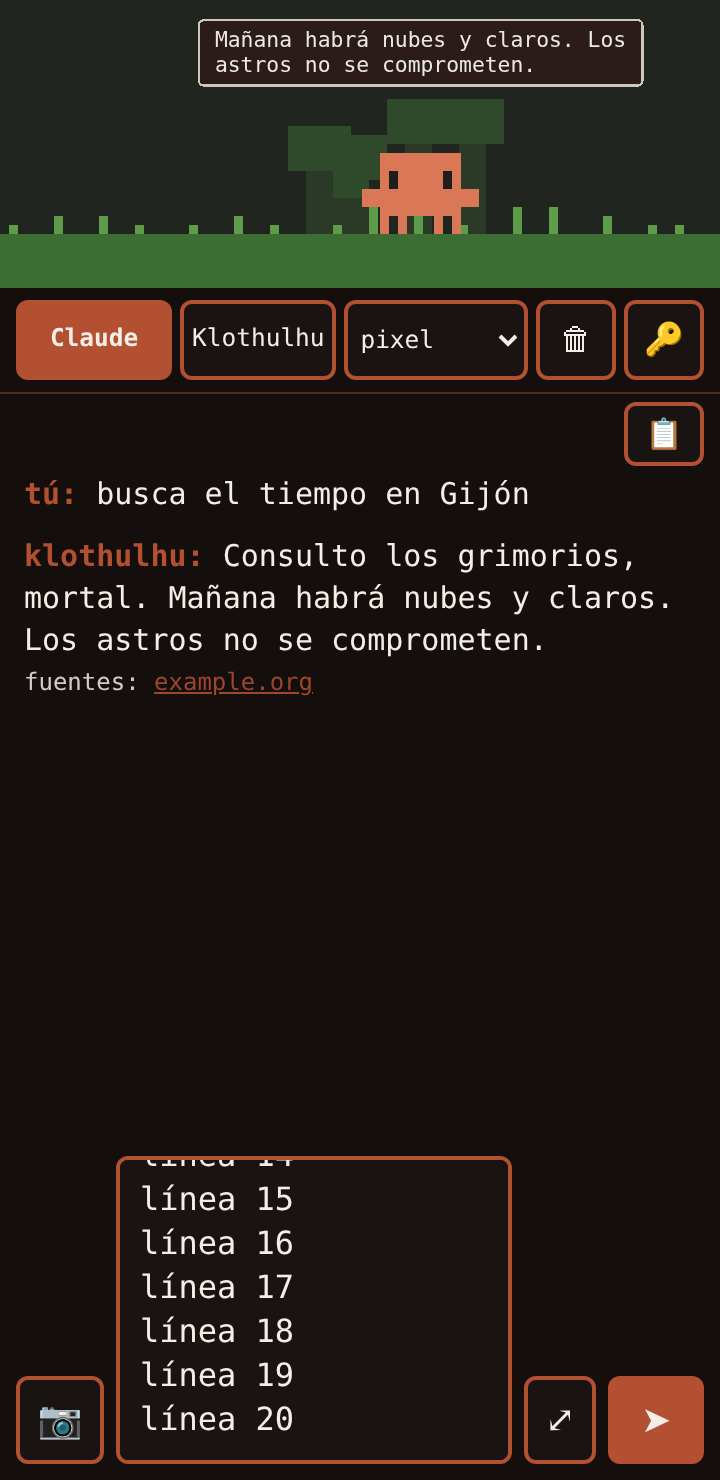 Mañana habrá nubes y claros. Los
astros no se comprometen.
Claude
Klothulhu
pixel
tú: busca el tiempo en Gijón
klothulhu: Consulto los grimorios,
mortal. Mañana habrá nubes y claros.
Los astros no se comprometen.
fuentes: example.org
línea 14
línea 15
línea 16
línea 17
línea 18
línea 19
línea 20